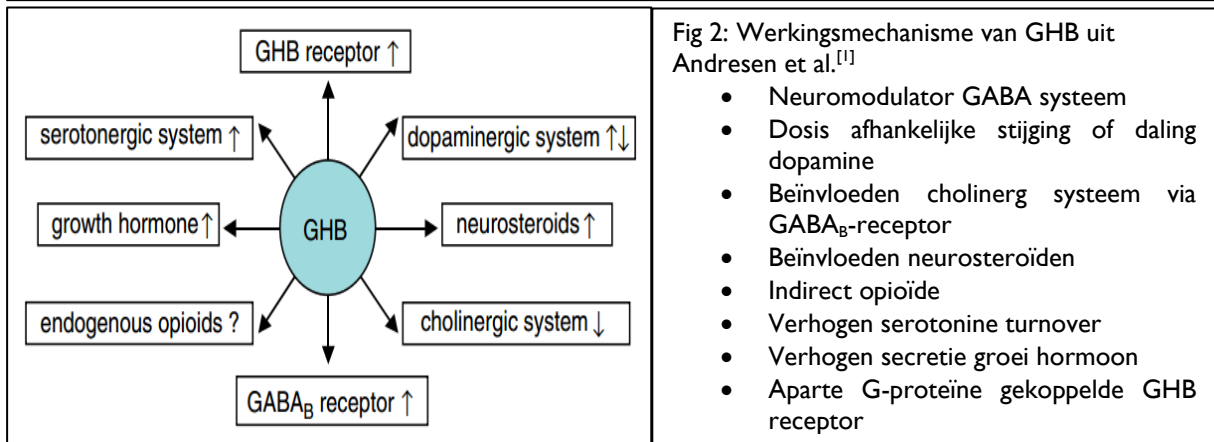 GHB receptor ↑
serotonergic system ↑
dopaminergic system ↑↓
growth hormone ↑
GHB
neurosteroids ↑
endogenous opioids ?
cholinergic system ↓
GABA_B receptor ↑
Fig 2: Werkingsmechanisme van GHB uit
Andresen et al.[1]
• Neuromodulator GABA systeem
• Dosis afhankelijke stijging of daling
dopamine
• Beïnvloeden cholinerg systeem via
GABA_B-receptor
• Beïnvloeden neurosteroïden
• Indirect opioïde
• Verhogen serotonine turnover
• Verhogen secretie groei hormoon
• Aparte G-proteïne gekoppelde GHB
receptor